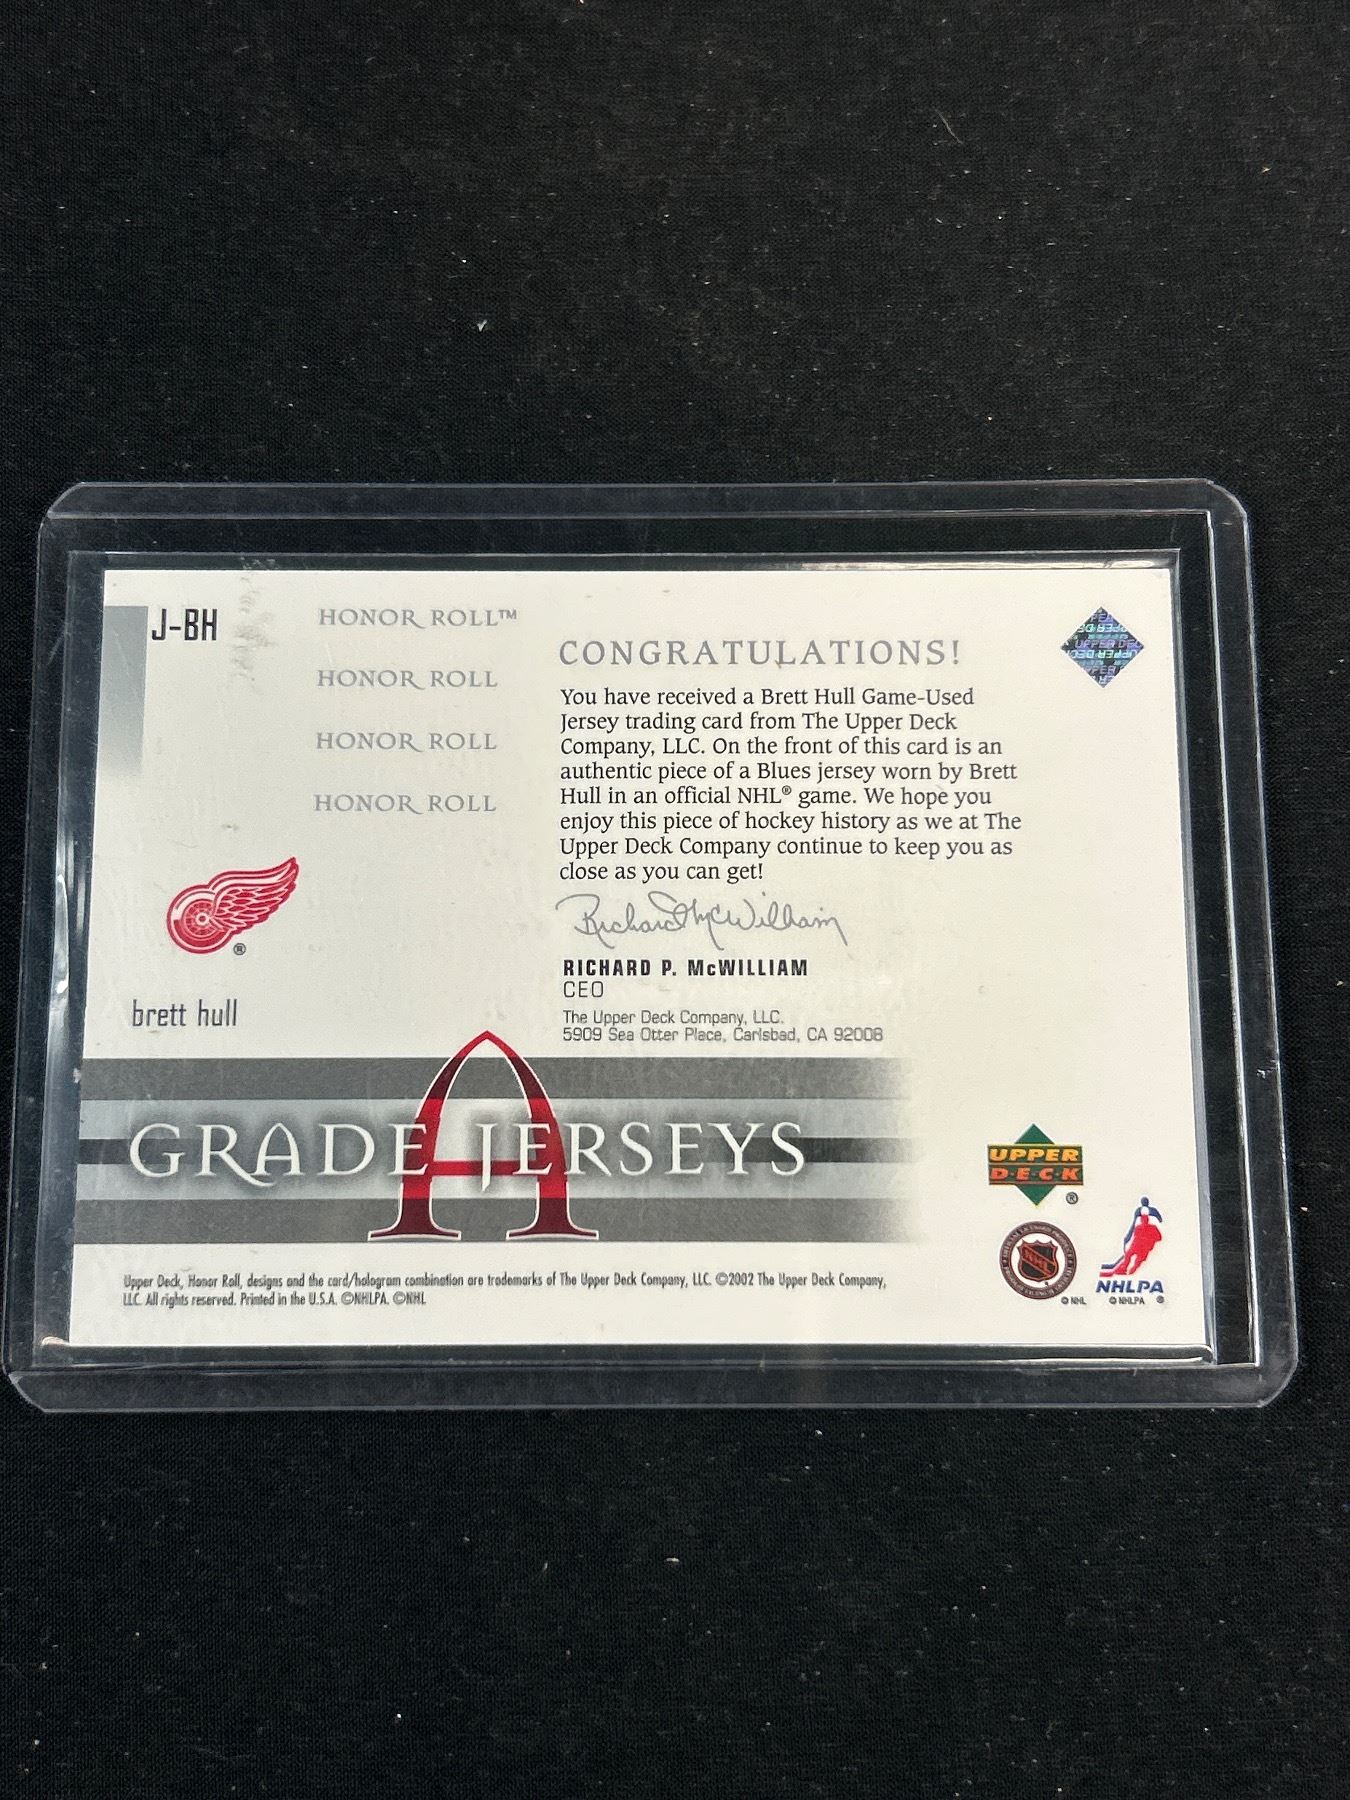 J-BH
HONOR ROLL™
HONOR ROLL
HONOR ROLL
HONOR ROLL
®
brett hull
CONGRATULATIONS!
You have received a Brett Hull Game-Used
Jersey trading card from The Upper Deck
Company, LLC. On the front of this card is an
authentic piece of a Blues jersey worn by Brett
Hull in an official NHL® game. We hope you
enjoy this piece of hockey history as we at The
Upper Deck Company continue to keep you as
close as you can get!
Richard McWilliam
RICHARD P. McWILLIAM
CEO
The Upper Deck Company, LLC.
5909 Sea Otter Place, Carlsbad, CA 92008
A
GRADE JERSEYS
UPPER
D·E·C·K
®
NHL
© NHL
NHLPA
© NHLPA ®
Upper Deck, Honor Roll, designs and the card/hologram combination are trademarks of The Upper Deck Company, LLC. ©2002 The Upper Deck Company,
LLC. All rights reserved. Printed in the U.S.A. ©NHLPA. ©NHL